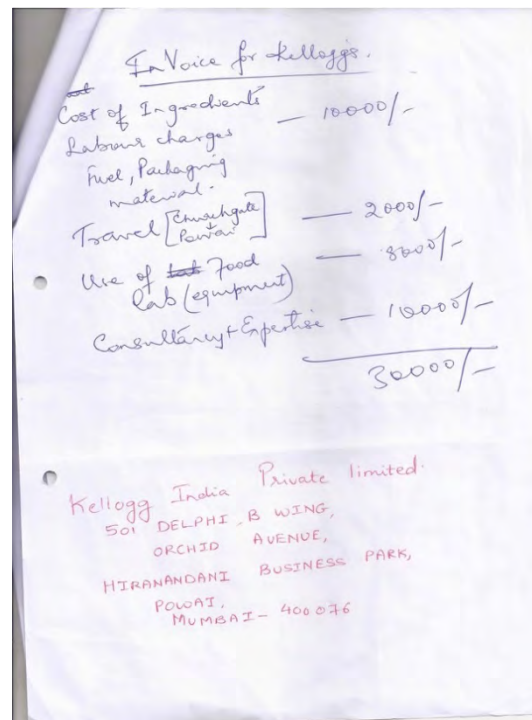 InVoice for Kelloggs.
Cost of Ingredients — 10000/-
Labour charges
Fuel, Packaging
material.
Travel [Churchgate — 2000/-
Powai]
Use of Food — 8000/-
Lab (equipment)
Consultancy + Expertise — 10000/-
30000/-
Kellogg India Private limited.
501 DELPHI, B WING,
ORCHID AVENUE,
HIRANANDANI BUSINESS PARK,
POWAI,
MUMBAI - 400076